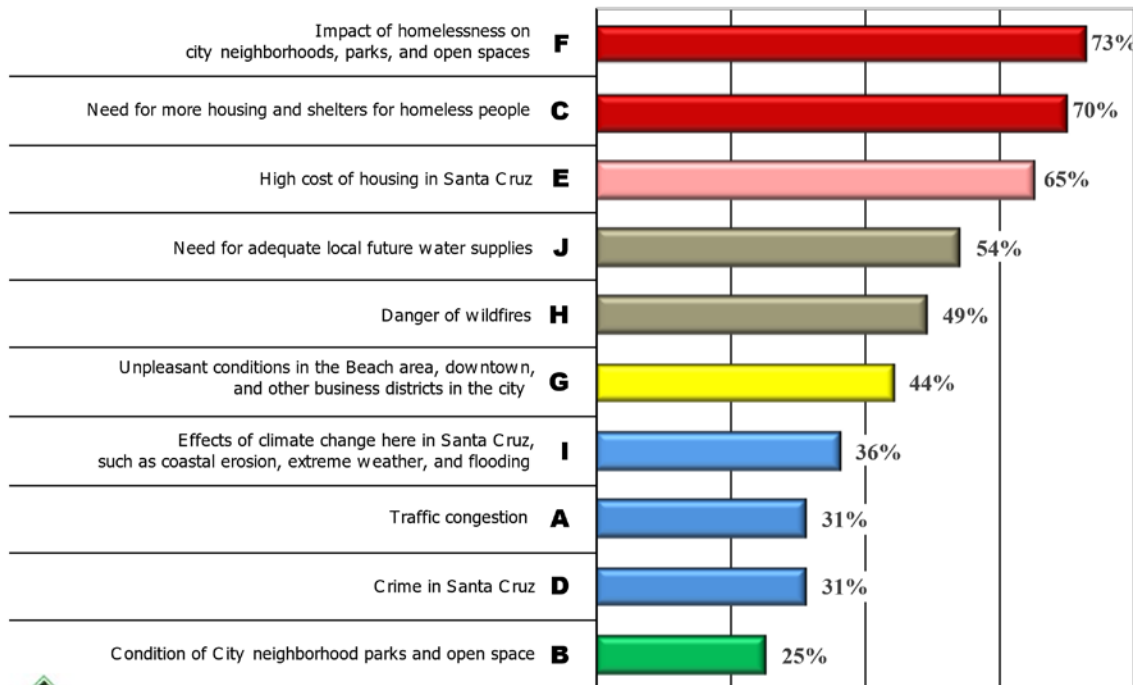 Impact of homelessness on
city neighborhoods, parks, and open spaces F 73%
Need for more housing and shelters for homeless people C 70%
High cost of housing in Santa Cruz E 65%
Need for adequate local future water supplies J 54%
Danger of wildfires H 49%
Unpleasant conditions in the Beach area, downtown,
and other business districts in the city G 44%
Effects of climate change here in Santa Cruz,
such as coastal erosion, extreme weather, and flooding I 36%
Traffic congestion A 31%
Crime in Santa Cruz D 31%
Condition of City neighborhood parks and open space B 25%